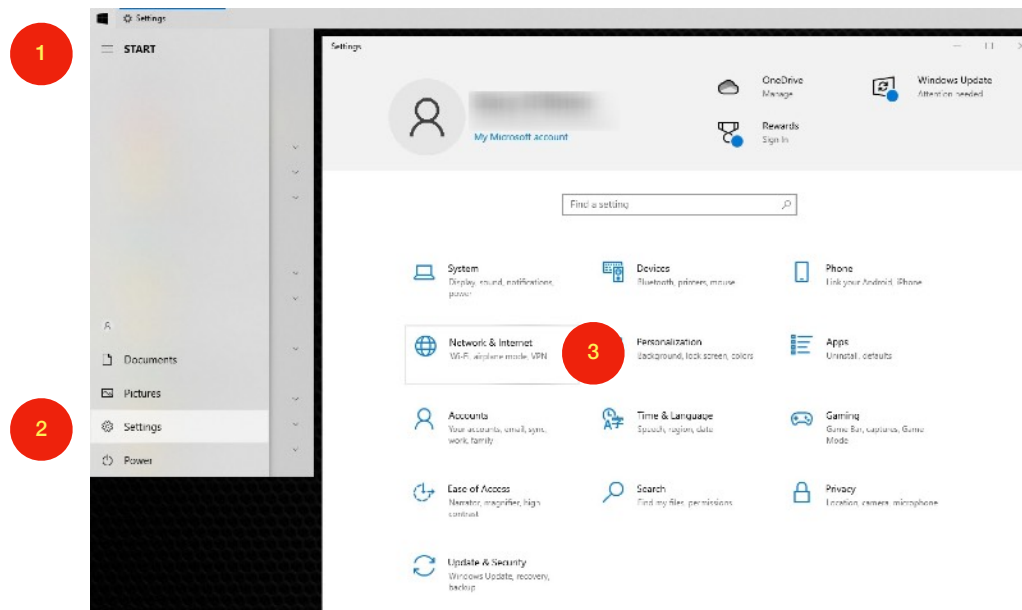 Settings
1
START
Settings
OneDrive
Manage
Windows Update
Attention needed
My Microsoft account
Rewards
Sign In
Find a setting
System
Display, sound, notifications,
power
Devices
Bluetooth, printers, mouse
Phone
Link your Android, iPhone
Network & Internet
Wi-Fi, airplane mode, VPN
3
Personalization
Background, lock screen, colors
Apps
Uninstall, defaults
Documents
Pictures
2
Settings
Power
Accounts
Your accounts, email, sync,
work, family
Time & Language
Speech, region, date
Gaming
Game Bar, captures, Game
Mode
Ease of Access
Narrator, magnifier, high
contrast
Search
Find my files, permissions
Privacy
Location, camera, microphone
Update & Security
Windows Update, recovery,
backup